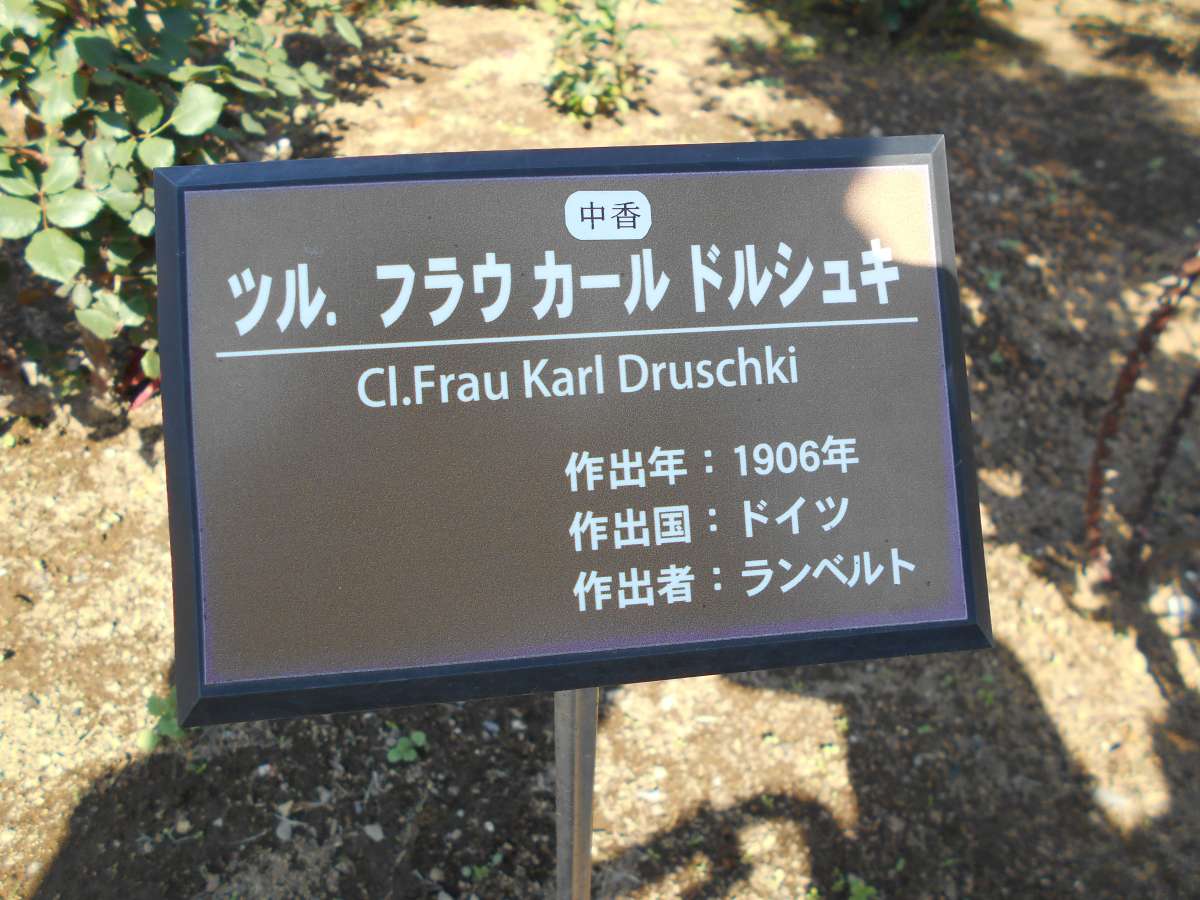 中香
ツル．フラウ カール ドルシュキ
Cl.Frau Karl Druschki
作出年：1906年
作出国：ドイツ
作出者：ランベルト